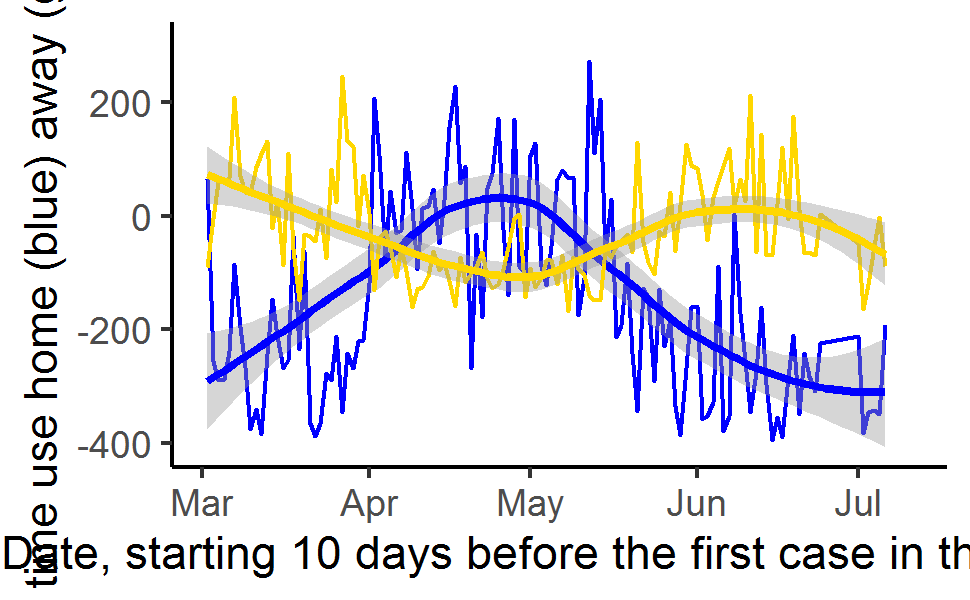 time use home (blue) away (
200
0
-200
-400
Mar Apr May Jun Jul
Date, starting 10 days before the first case in th